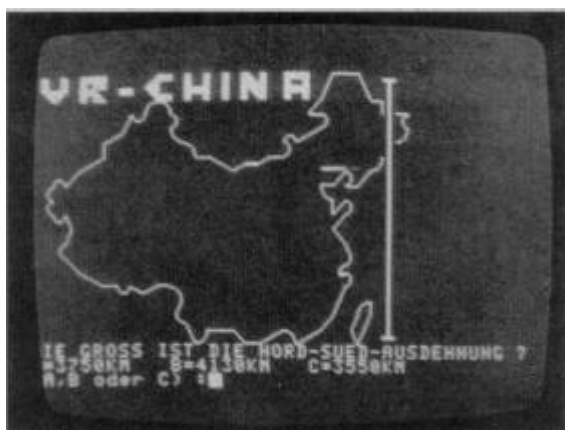 VR-CHINA
IE GROSS IST DIE NORD-SUED-AUSDEHNUNG ?
=3750KM B=4130KM C=3550KM
A,B oder C) :